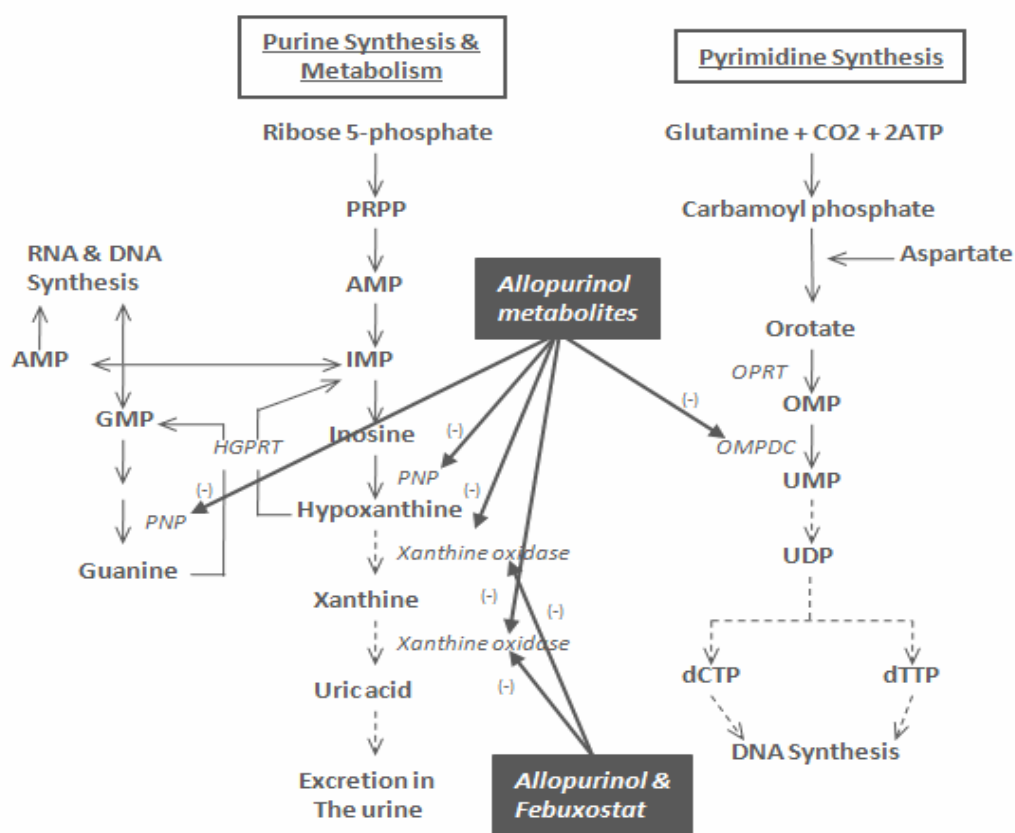 Purine Synthesis &
Metabolism
Pyrimidine Synthesis
Ribose 5-phosphate
Glutamine + CO2 + 2ATP
PRPP
Carbamoyl phosphate
RNA & DNA
Synthesis
Aspartate
AMP
Allopurinol
metabolites
Orotate
AMP
IMP
OPRT
OMP
(-)
GMP
Inosine
(-)
HGPRT
OMPDC
PNP
UMP
(-)
(-)
PNP
Hypoxanthine
Xanthine oxidase
UDP
Guanine
Xanthine
(-)
(-)
Xanthine oxidase
Uric acid
(-)
dCTP
dTTP
DNA Synthesis
Excretion in
The urine
Allopurinol &
Febuxostat